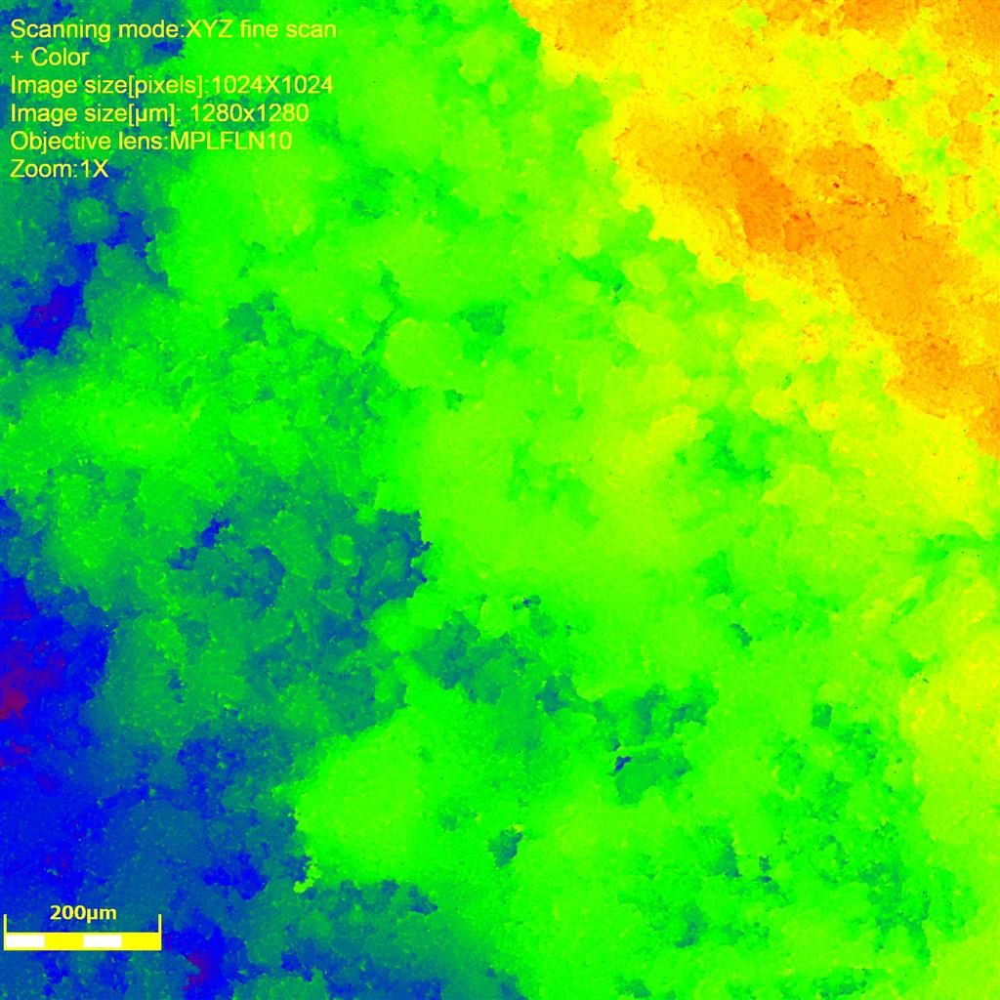 Scanning mode:XYZ fine scan
+ Color
Image size[pixels]:1024X1024
Image size[µm]: 1280x1280
Objective lens:MPLFLN10
Zoom:1X
200µm